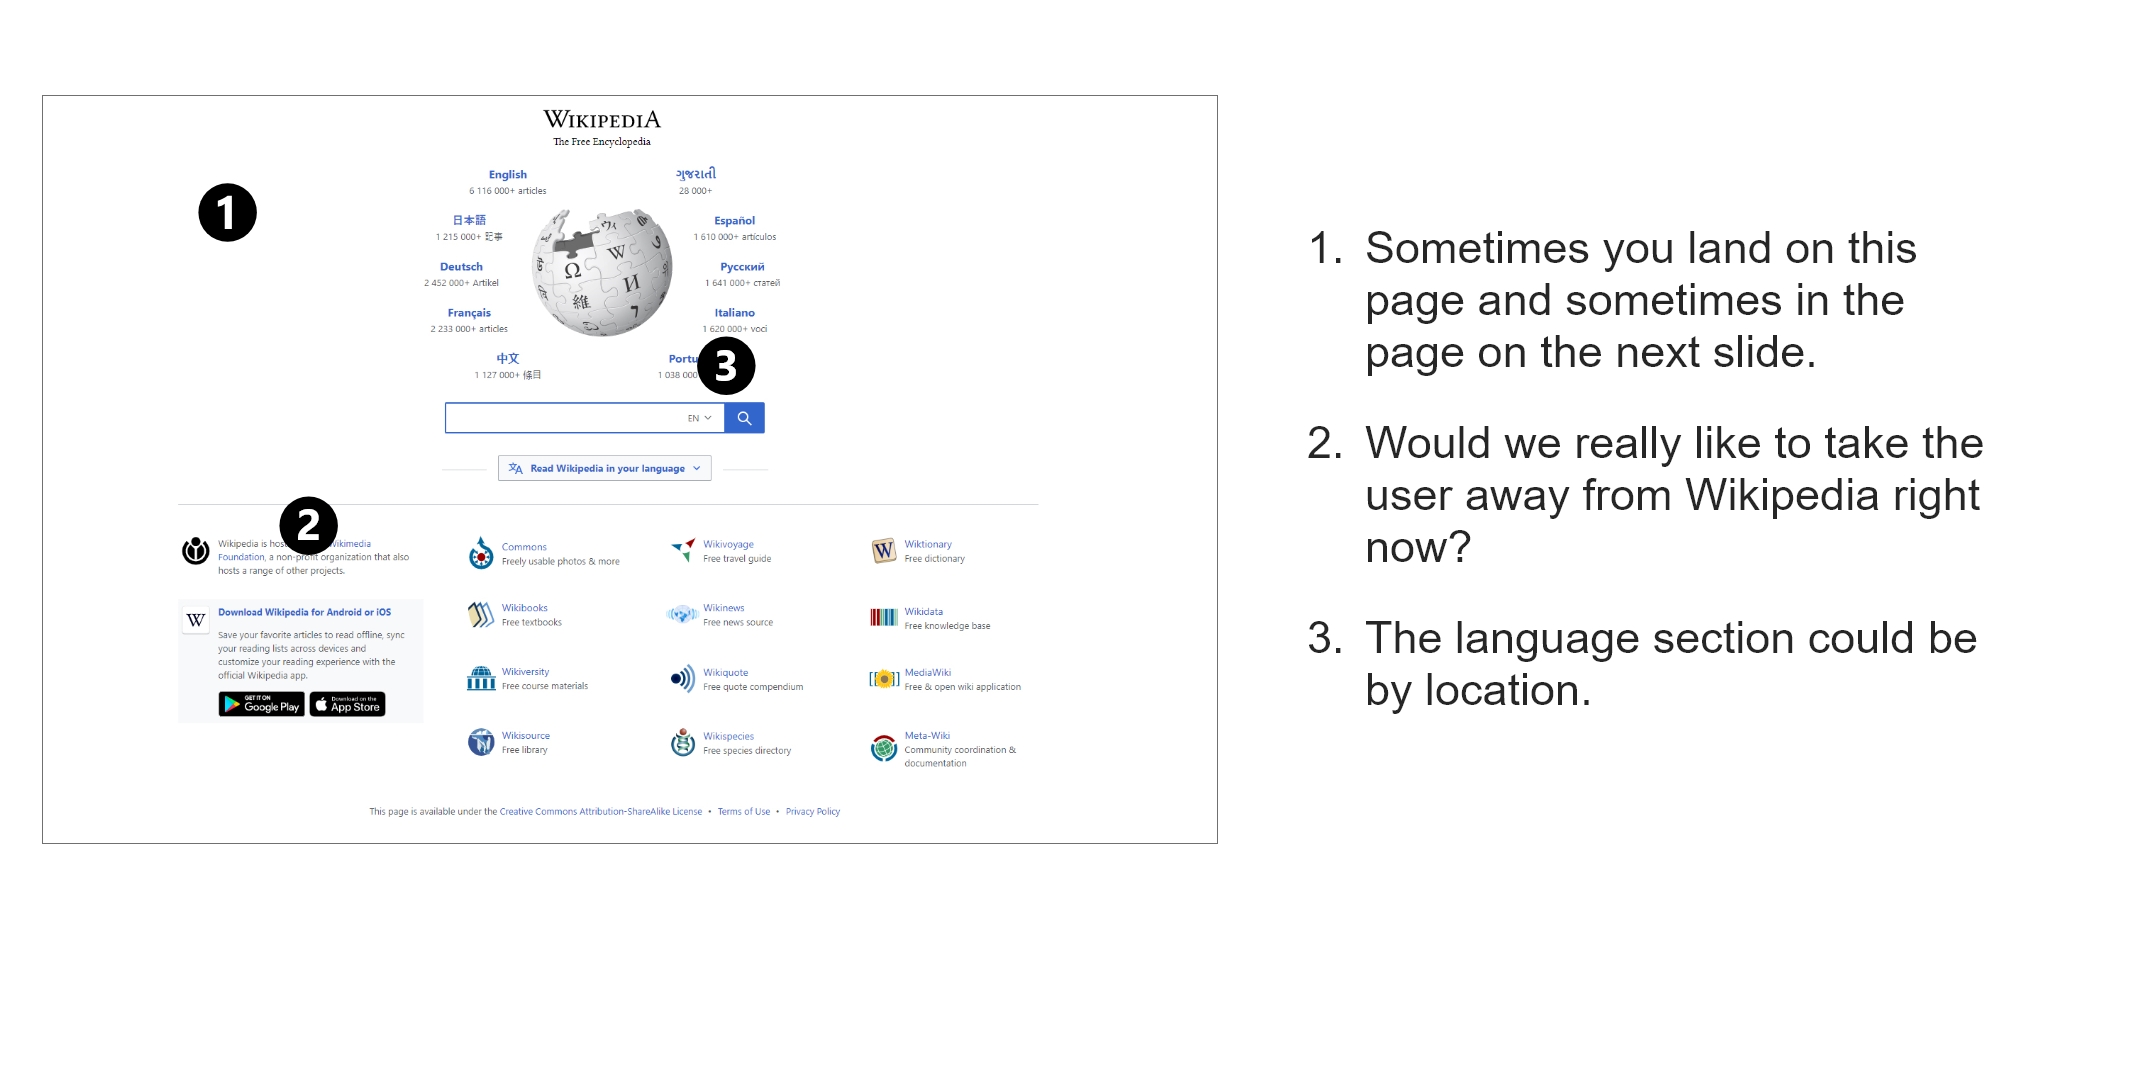 WIKIPEDIA
The Free Encyclopedia
English
6 116 000+ articles
ગુજરાતી
28 000+
日本語
1 215 000+ 記事
Español
1 610 000+ artículos
Deutsch
2 452 000+ Artikel
Русский
1 641 000+ статей
Français
2 233 000+ articles
Italiano
1 620 000+ voci
中文
1 127 000+ 條目
Portu
1 038 000
1
2
3
EN
Read Wikipedia in your language
Wikipedia is hos Wikimedia
Foundation, a non-profit organization that also
hosts a range of other projects.
Download Wikipedia for Android or iOS
Save your favorite articles to read offline, sync
your reading lists across devices and
customize your reading experience with the
official Wikipedia app.
GET IT ON
Google Play
Download on the
App Store
Commons
Freely usable photos & more
Wikivoyage
Free travel guide
Wiktionary
Free dictionary
Wikibooks
Free textbooks
Wikinews
Free news source
Wikidata
Free knowledge base
Wikiversity
Free course materials
Wikiquote
Free quote compendium
MediaWiki
Free & open wiki application
Wikisource
Free library
Wikispecies
Free species directory
Meta-Wiki
Community coordination &
documentation
This page is available under the Creative Commons Attribution-ShareAlike License • Terms of Use • Privacy Policy
1. Sometimes you land on this
page and sometimes in the
page on the next slide.
2. Would we really like to take the
user away from Wikipedia right
now?
3. The language section could be
by location.